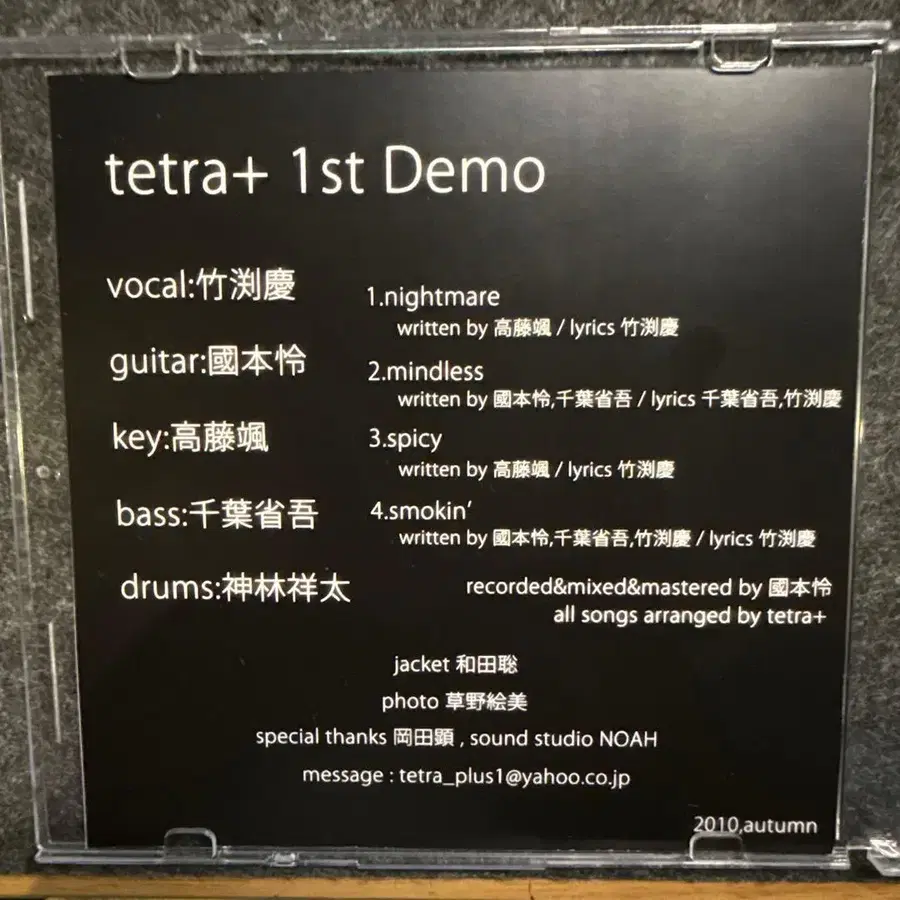 tetra+ 1st Demo
vocal:竹渕慶
guitar:國本怜
key:高藤颯
bass:千葉省吾
drums:神林祥太
1.nightmare
written by 高藤颯 / lyrics 竹渕慶
2.mindless
written by 國本怜,千葉省吾 / lyrics 千葉省吾,竹渕慶
3.spicy
written by 高藤颯 / lyrics 竹渕慶
4.smokin’
written by 國本怜,千葉省吾,竹渕慶 / lyrics 竹渕慶
recorded&mixed&mastered by 國本怜
all songs arranged by tetra+
jacket 和田聡
photo 草野絵美
special thanks 岡田顕 , sound studio NOAH
message : tetra_plus1@yahoo.co.jp
2010,autumn